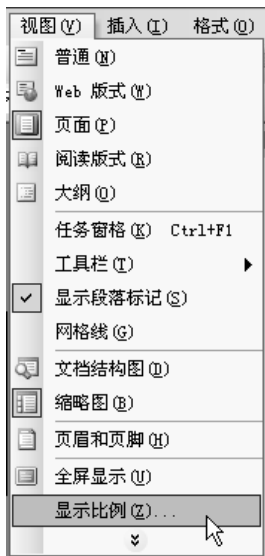 视图(V) 插入(I) 格式(O)
普通(N)
Web 版式(W)
页面(P)
阅读版式(R)
大纲(O)
任务窗格(K) Ctrl+F1
工具栏(T)
显示段落标记(S)
网格线(G)
文档结构图(D)
缩略图(B)
页眉和页脚(H)
全屏显示(U)
显示比例(Z)...